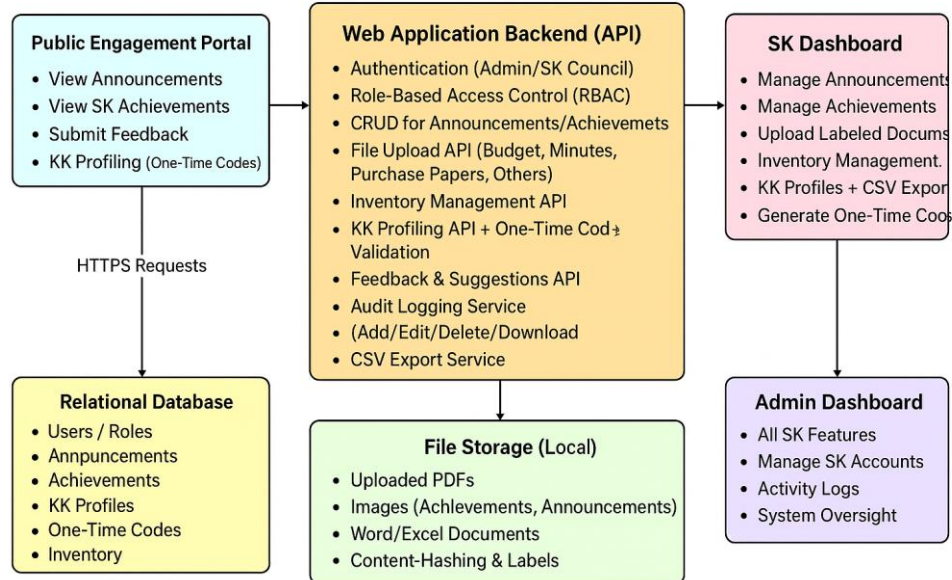 Public Engagement Portal
• View Announcements
• View SK Achievements
• Submit Feedback
• KK Profiling (One-Time Codes)
Web Application Backend (API)
• Authentication (Admin/SK Council)
• Role-Based Access Control (RBAC)
• CRUD for Announcements/Achievemets
• File Upload API (Budget, Minutes,
Purchase Papers, Others)
• Inventory Management API
• KK Profiling API + One-Time Cod
Validation
• Feedback & Suggestions API
• Audit Logging Service
• (Add/Edit/Delete/Download
• CSV Export Service
SK Dashboard
• Manage Announcements
• Manage Achievements
• Upload Labeled Docums
• Inventory Management.
• KK Profiles + CSV Expor
• Generate One-Time
HTTPS Requests
Relational Database
• Users / Roles
• Annpuncements
• Achievements
• KK Profiles
• One-Time Codes
• Inventory
File Storage (Local)
• Uploaded PDFs
• Images (Achlevements, Announcements)
• Word/Excel Documents
• Content-Hashing & Labels
Admin Dashboard
• All SK Features
• Manage SK Accounts
• Activity Logs
• System Oversight